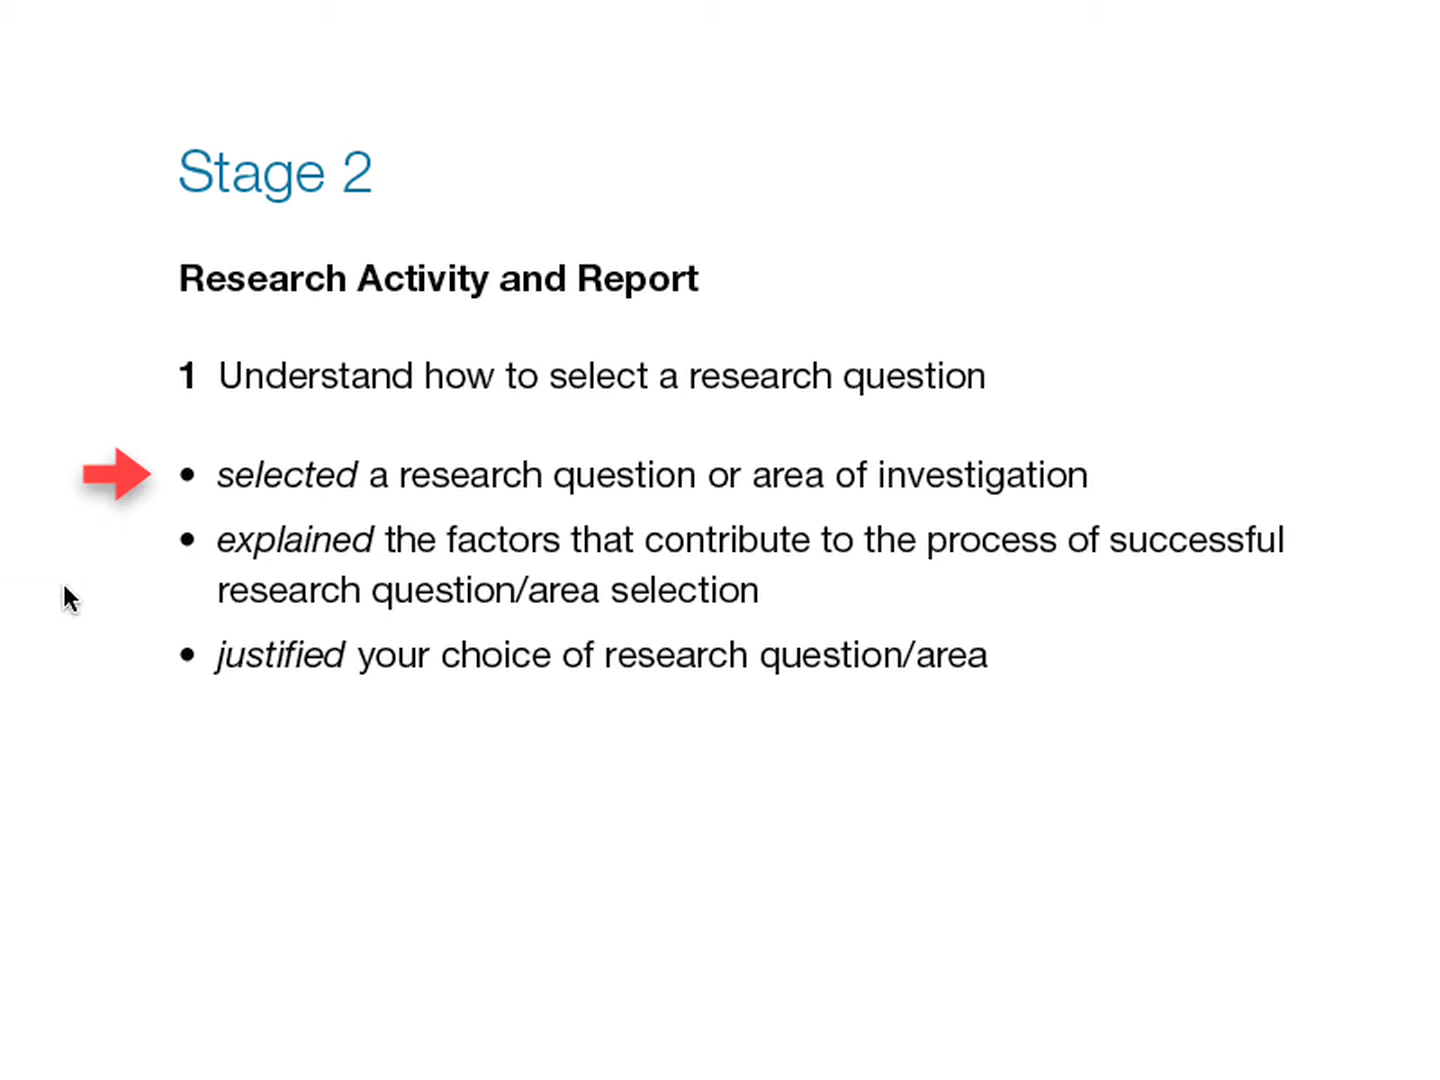 Stage 2
Research Activity and Report
1 Understand how to select a research question
• selected a research question or area of investigation
• explained the factors that contribute to the process of successful
research question/area selection
• justified your choice of research question/area